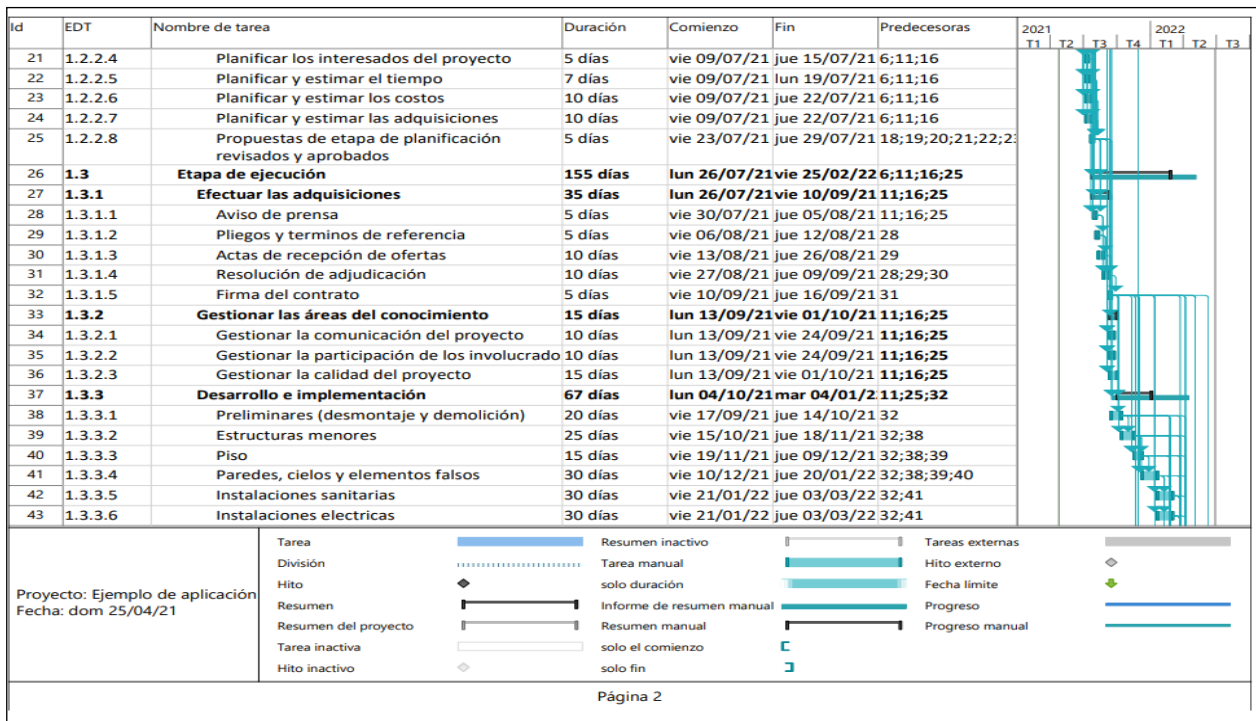 Id EDT Nombre de tarea Duración Comienzo Fin Predecesoras 2021 2022
T1 T2 T3 T4 T1 T2 T3
21 1.2.2.4 Planificar los interesados del proyecto 5 días vie 09/07/21 jue 15/07/21 6;11;16
22 1.2.2.5 Planificar y estimar el tiempo 7 días vie 09/07/21 lun 19/07/21 6;11;16
23 1.2.2.6 Planificar y estimar los costos 10 días vie 09/07/21 jue 22/07/21 6;11;16
24 1.2.2.7 Planificar y estimar las adquisiciones 10 días vie 09/07/21 jue 22/07/21 6;11;16
25 1.2.2.8 Propuestas de etapa de planificación 5 días vie 23/07/21 jue 29/07/21 18;19;20;21;22;23
revisados y aprobados
26 1.3 Etapa de ejecución 155 días lun 26/07/21 vie 25/02/22 6;11;16;25
27 1.3.1 Efectuar las adquisiciones 35 días lun 26/07/21 vie 10/09/21 11;16;25
28 1.3.1.1 Aviso de prensa 5 días vie 30/07/21 jue 05/08/21 11;16;25
29 1.3.1.2 Pliegos y terminos de referencia 5 días vie 06/08/21 jue 12/08/21 28
30 1.3.1.3 Actas de recepción de ofertas 10 días vie 13/08/21 jue 26/08/21 29
31 1.3.1.4 Resolución de adjudicación 10 días vie 27/08/21 jue 09/09/21 28;29;30
32 1.3.1.5 Firma del contrato 5 días vie 10/09/21 jue 16/09/21 31
33 1.3.2 Gestionar las áreas del conocimiento 15 días lun 13/09/21 vie 01/10/21 11;16;25
34 1.3.2.1 Gestionar la comunicación del proyecto 10 días lun 13/09/21 vie 24/09/21 11;16;25
35 1.3.2.2 Gestionar la participación de los involucrado 10 días lun 13/09/21 vie 24/09/21 11;16;25
36 1.3.2.3 Gestionar la calidad del proyecto 15 días lun 13/09/21 vie 01/10/21 11;16;25
37 1.3.3 Desarrollo e implementación 67 días lun 04/10/21 mar 04/01/2 11;25;32
38 1.3.3.1 Preliminares (desmontaje y demolición) 20 días vie 17/09/21 jue 14/10/21 32
39 1.3.3.2 Estructuras menores 25 días vie 15/10/21 jue 18/11/21 32;38
40 1.3.3.3 Piso 15 días vie 19/11/21 jue 09/12/21 32;38;39
41 1.3.3.4 Paredes, cielos y elementos falsos 30 días vie 10/12/21 jue 20/01/22 32;38;39;40
42 1.3.3.5 Instalaciones sanitarias 30 días vie 21/01/22 jue 03/03/22 32;41
43 1.3.3.6 Instalaciones electricas 30 días vie 21/01/22 jue 03/03/22 32;41
Proyecto: Ejemplo de aplicación
Fecha: dom 25/04/21
Tarea Resumen inactivo Tareas externas
División Tarea manual Hito externo
Hito solo duración Fecha límite
Resumen Informe de resumen manual Progreso
Resumen del proyecto Resumen manual Progreso manual
Tarea inactiva solo el comienzo
Hito inactivo solo fin
Página 2